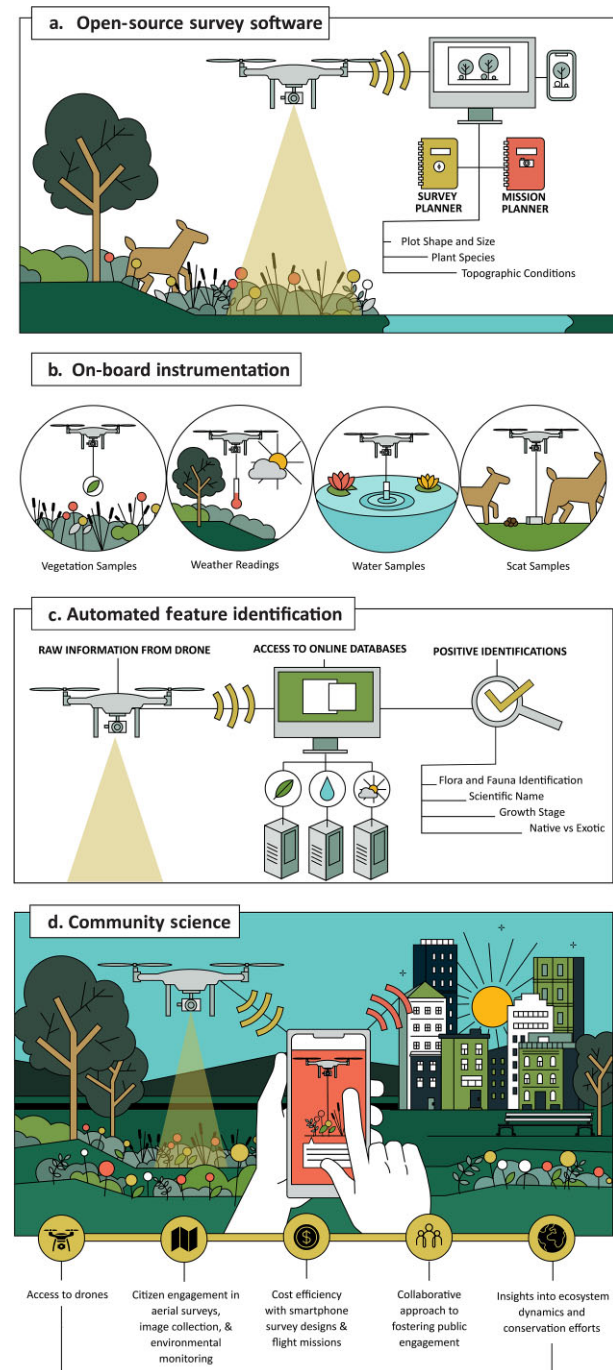 a. Open-source survey software
SURVEY
PLANNER
MISSION
PLANNER
Plot Shape and Size
Plant Species
Topographic Conditions
b. On-board instrumentation
Vegetation Samples
Weather Readings
Water Samples
Scat Samples
c. Automated feature identification
RAW INFORMATION FROM DRONE
ACCESS TO ONLINE DATABASES
POSITIVE IDENTIFICATIONS
Flora and Fauna Identification
Scientific Name
Growth Stage
Native vs Exotic
d. Community science
$
Access to drones
Citizen engagement in
aerial surveys,
image collection, &
environmental
monitoring
Cost efficiency
with smartphone
survey designs &
flight missions
Collaborative
approach to
fostering public
engagement
Insights into ecosystem
dynamics and
conservation efforts